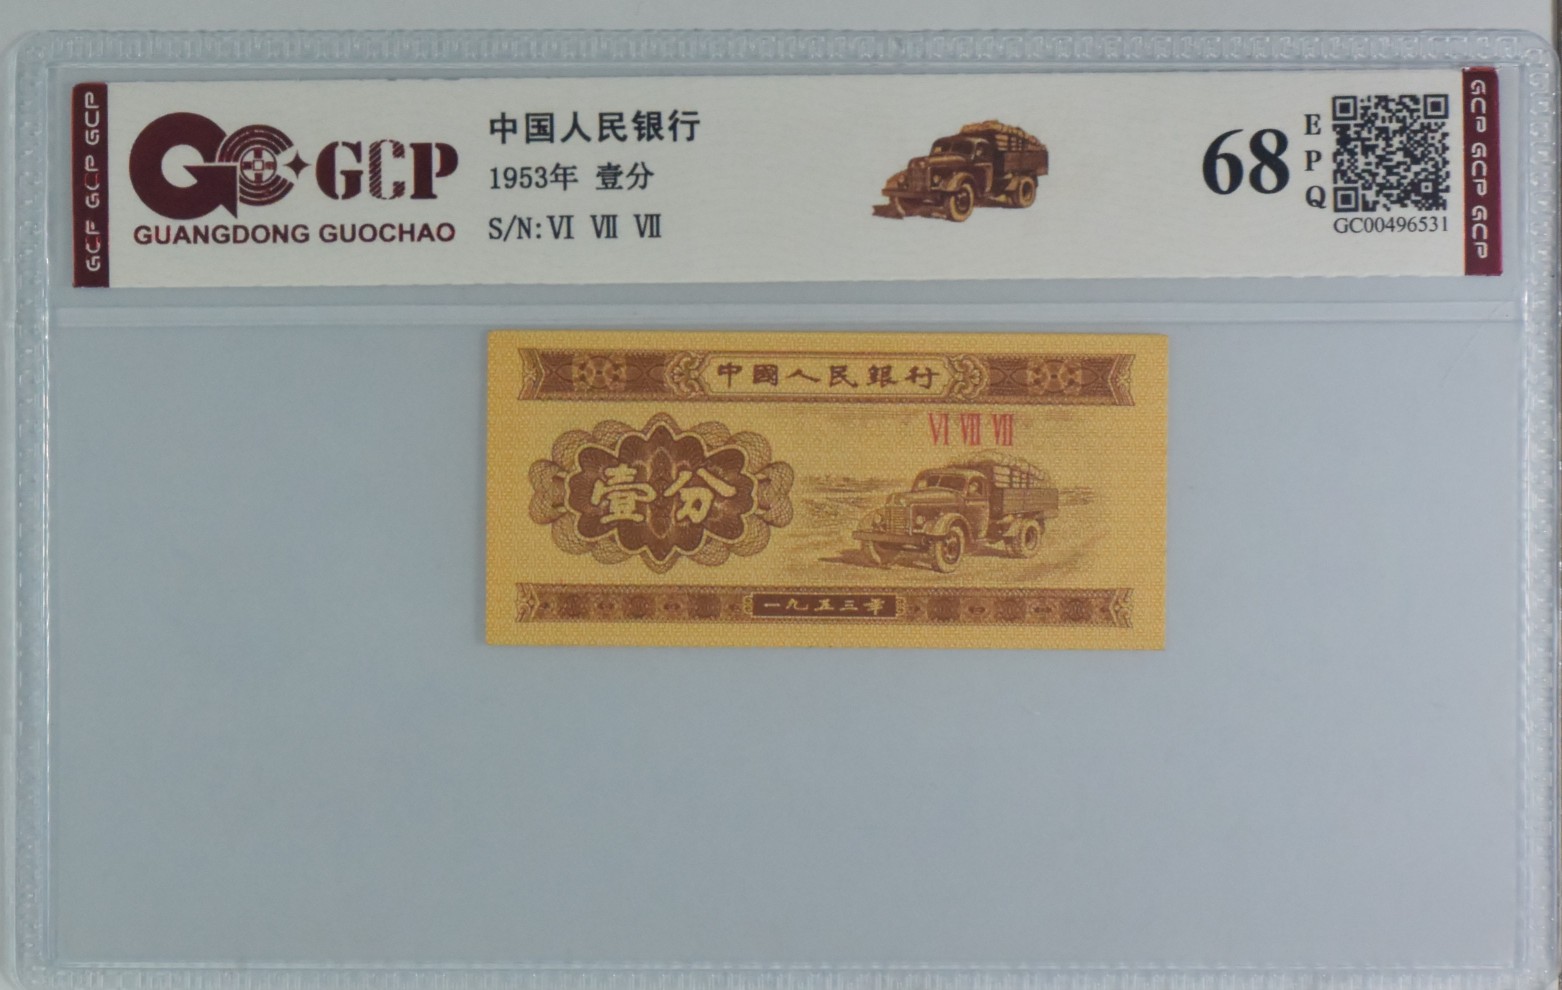 GCP GCP GCP
GCP
GUANGDONG GUOCHAO
中国人民银行
1953年 壹分
S/N:Ⅵ Ⅶ Ⅶ
68
EPQ
GC00496531
GCP GCP GCP
中國人民銀行
Ⅵ Ⅶ Ⅶ
壹分
一九五三年